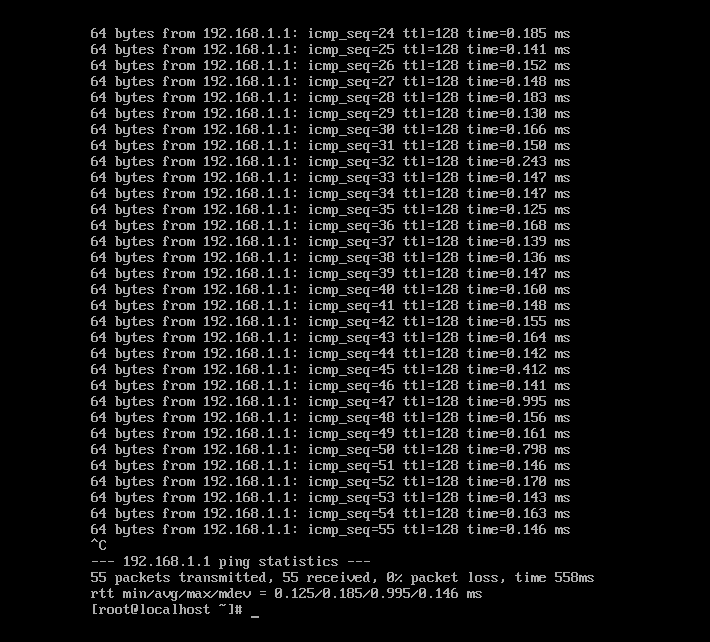 64 bytes from 192.168.1.1: icmp_seq=24 ttl=128 time=0.185 ms
64 bytes from 192.168.1.1: icmp_seq=25 ttl=128 time=0.141 ms
64 bytes from 192.168.1.1: icmp_seq=26 ttl=128 time=0.152 ms
64 bytes from 192.168.1.1: icmp_seq=27 ttl=128 time=0.148 ms
64 bytes from 192.168.1.1: icmp_seq=28 ttl=128 time=0.183 ms
64 bytes from 192.168.1.1: icmp_seq=29 ttl=128 time=0.130 ms
64 bytes from 192.168.1.1: icmp_seq=30 ttl=128 time=0.166 ms
64 bytes from 192.168.1.1: icmp_seq=31 ttl=128 time=0.150 ms
64 bytes from 192.168.1.1: icmp_seq=32 ttl=128 time=0.243 ms
64 bytes from 192.168.1.1: icmp_seq=33 ttl=128 time=0.147 ms
64 bytes from 192.168.1.1: icmp_seq=34 ttl=128 time=0.147 ms
64 bytes from 192.168.1.1: icmp_seq=35 ttl=128 time=0.125 ms
64 bytes from 192.168.1.1: icmp_seq=36 ttl=128 time=0.168 ms
64 bytes from 192.168.1.1: icmp_seq=37 ttl=128 time=0.139 ms
64 bytes from 192.168.1.1: icmp_seq=38 ttl=128 time=0.136 ms
64 bytes from 192.168.1.1: icmp_seq=39 ttl=128 time=0.147 ms
64 bytes from 192.168.1.1: icmp_seq=40 ttl=128 time=0.160 ms
64 bytes from 192.168.1.1: icmp_seq=41 ttl=128 time=0.148 ms
64 bytes from 192.168.1.1: icmp_seq=42 ttl=128 time=0.155 ms
64 bytes from 192.168.1.1: icmp_seq=43 ttl=128 time=0.164 ms
64 bytes from 192.168.1.1: icmp_seq=44 ttl=128 time=0.142 ms
64 bytes from 192.168.1.1: icmp_seq=45 ttl=128 time=0.412 ms
64 bytes from 192.168.1.1: icmp_seq=46 ttl=128 time=0.141 ms
64 bytes from 192.168.1.1: icmp_seq=47 ttl=128 time=0.995 ms
64 bytes from 192.168.1.1: icmp_seq=48 ttl=128 time=0.156 ms
64 bytes from 192.168.1.1: icmp_seq=49 ttl=128 time=0.161 ms
64 bytes from 192.168.1.1: icmp_seq=50 ttl=128 time=0.798 ms
64 bytes from 192.168.1.1: icmp_seq=51 ttl=128 time=0.146 ms
64 bytes from 192.168.1.1: icmp_seq=52 ttl=128 time=0.170 ms
64 bytes from 192.168.1.1: icmp_seq=53 ttl=128 time=0.143 ms
64 bytes from 192.168.1.1: icmp_seq=54 ttl=128 time=0.163 ms
64 bytes from 192.168.1.1: icmp_seq=55 ttl=128 time=0.146 ms
^C
--- 192.168.1.1 ping statistics ---
55 packets transmitted, 55 received, 0% packet loss, time 558ms
rtt min/avg/max/mdev = 0.125/0.185/0.995/0.146 ms
[root@localhost ~]# _